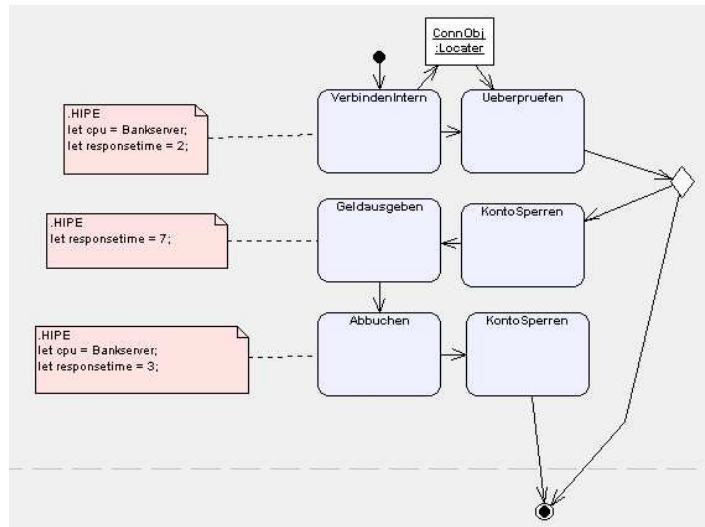 ConnObj
:Locater
VerbindenIntern
Ueberpruefen
.HIPE
let cpu = Bankserver;
let responsetime = 2;
Geldausgeben
KontoSperren
.HIPE
let responsetime = 7;
Abbuchen
KontoSperren
.HIPE
let cpu = Bankserver;
let responsetime = 3;